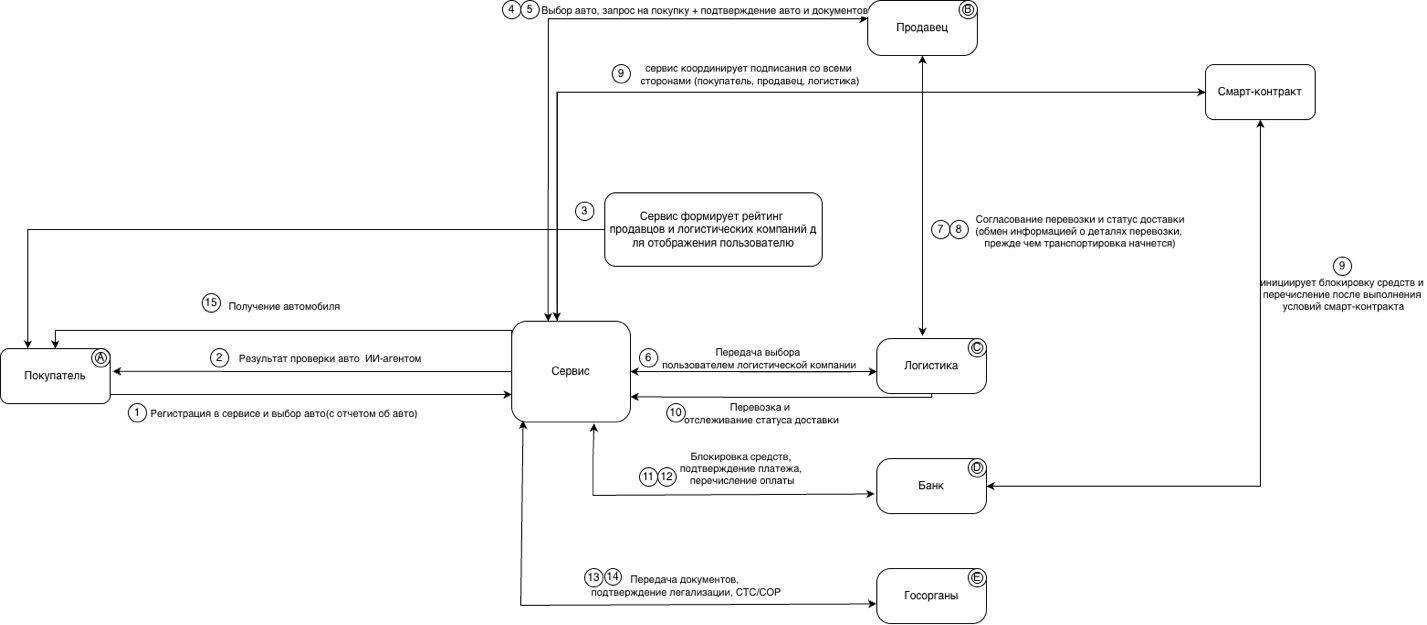 4 5 Выбор авто, запрос на покупку + подтверждение авто и документов
B
Продавец
9
сервис координирует подписания со всеми
сторонами (покупатель, продавец, логистика)
Смарт-контракт
3
Сервис формирует рейтинг
продавцов и логистических компаний д
ля отображения пользователю
7 8
Согласование перевозки и статус доставки
(обмен информацией о деталях перевозки,
прежде чем транспортировка начнется)
9
инициирует блокировку средств и
перечисление после выполнения
условий смарт-контракта
15 Получение автомобиля
A
Покупатель
2 Результат проверки авто ИИ-агентом
1 Регистрация в сервисе и выбор авто(с отчетом об авто)
Сервис
6
Передача выбора
пользователем логистической компании
C
Логистика
10
Перевозка и
отслеживание статуса доставки
11 12
Блокировка средств,
подтверждение платежа,
перечисление оплаты
D
Банк
13 14
Передача документов,
подтверждение легализации, СТС/СОР
E
Госорганы